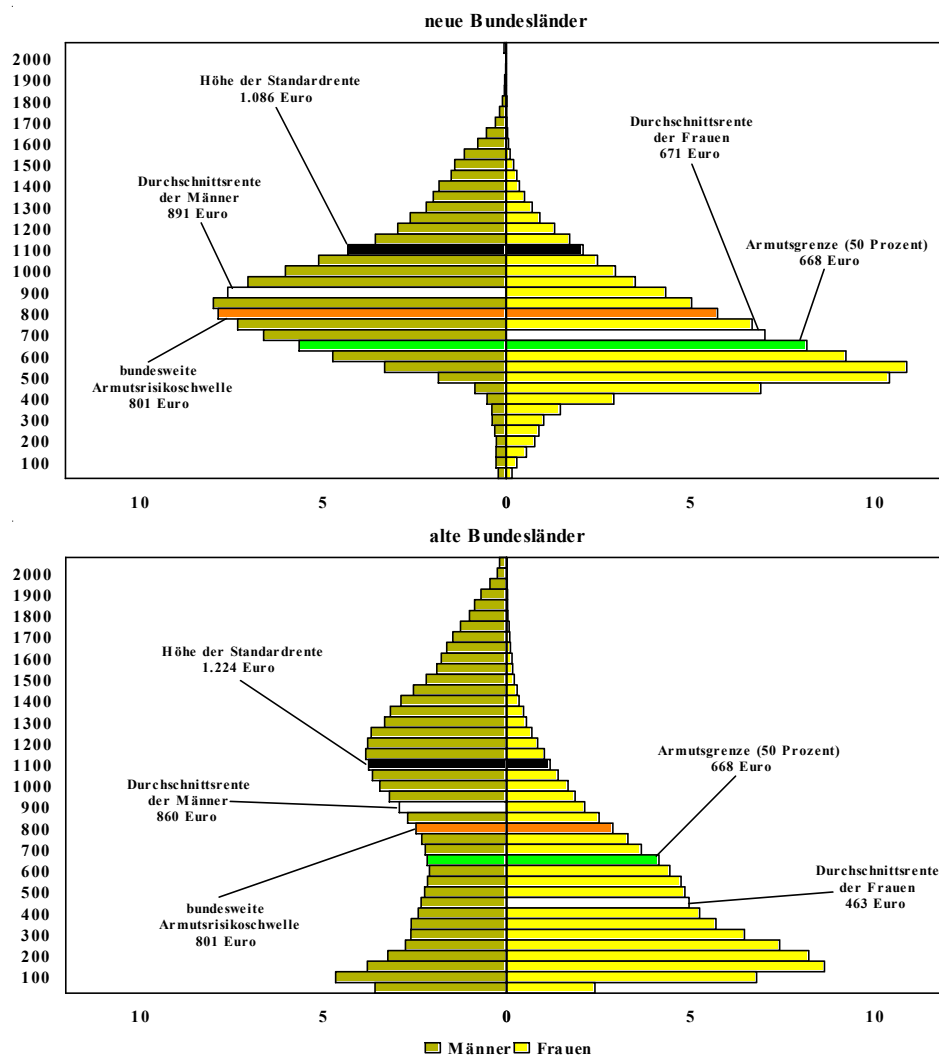 neue Bundesländer
2000
1900
1800
1700
1600
1500
1400
1300
1200
1100
1000
900
800
700
600
500
400
300
200
100
Höhe der Standardrente
1.086 Euro
Durchschnittsrente
der Männer
891 Euro
bundesweite
Armutsrisikoschwelle
801 Euro
Durchschnittsrente
der Frauen
671 Euro
Armutsgrenze (50 Prozent)
668 Euro
10 5 0 5 10
alte Bundesländer
2000
1900
1800
1700
1600
1500
1400
1300
1200
1100
1000
900
800
700
600
500
400
300
200
100
Höhe der Standardrente
1.224 Euro
Durchschnittsrente
der Männer
860 Euro
bundesweite
Armutsrisikoschwelle
801 Euro
Armutsgrenze (50 Prozent)
668 Euro
Durchschnittsrente
der Frauen
463 Euro
10 5 0 5 10
Männer Frauen